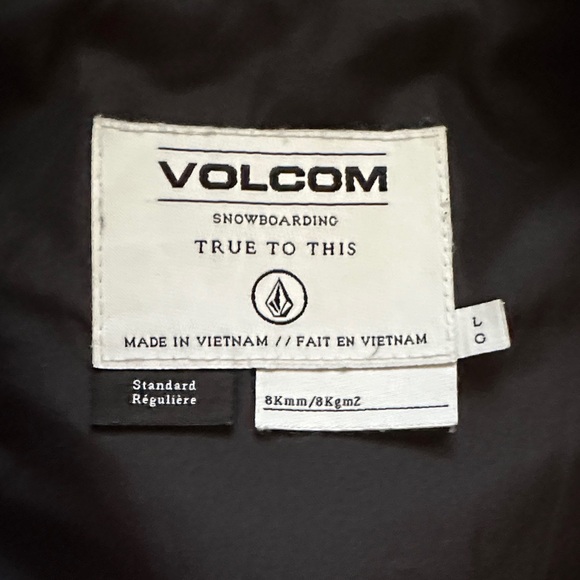 VOLCOM
SNOWBOARDING
TRUE TO THIS
MADE IN VIETNAM // FAIT EN VIETNAM
L
G
Standard
Régulière
8Kmm/8Kgm2